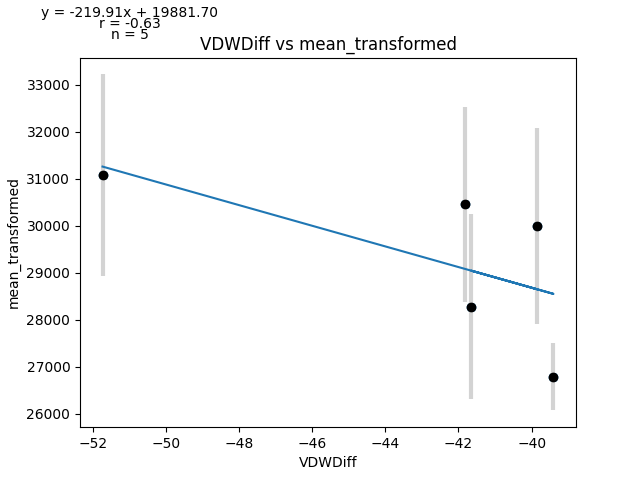 y = -219.91x + 19881.70
r = -0.63
n = 5
VDWDiff vs mean_transformed
33000
32000
31000
30000
29000
28000
27000
26000
mean_transformed
−52 −50 −48 −46 −44 −42 −40
VDWDiff